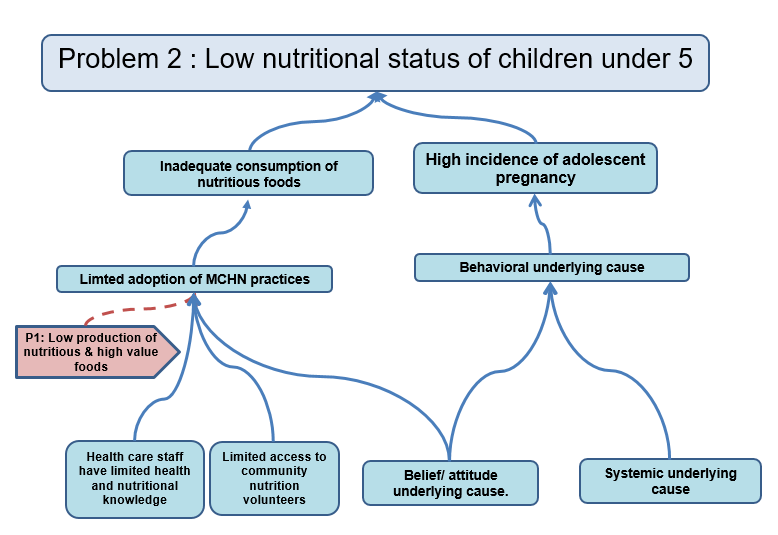 Problem 2 : Low nutritional status of children under 5
Inadequate consumption of
nutritious foods
High incidence of adolescent
pregnancy
Limted adoption of MCHN practices
Behavioral underlying cause
P1: Low production of
nutritious & high value
foods
Health care staff
have limited health
and nutritional
knowledge
Limited access to
community
nutrition
volunteers
Belief/ attitude
underlying cause.
Systemic underlying
cause